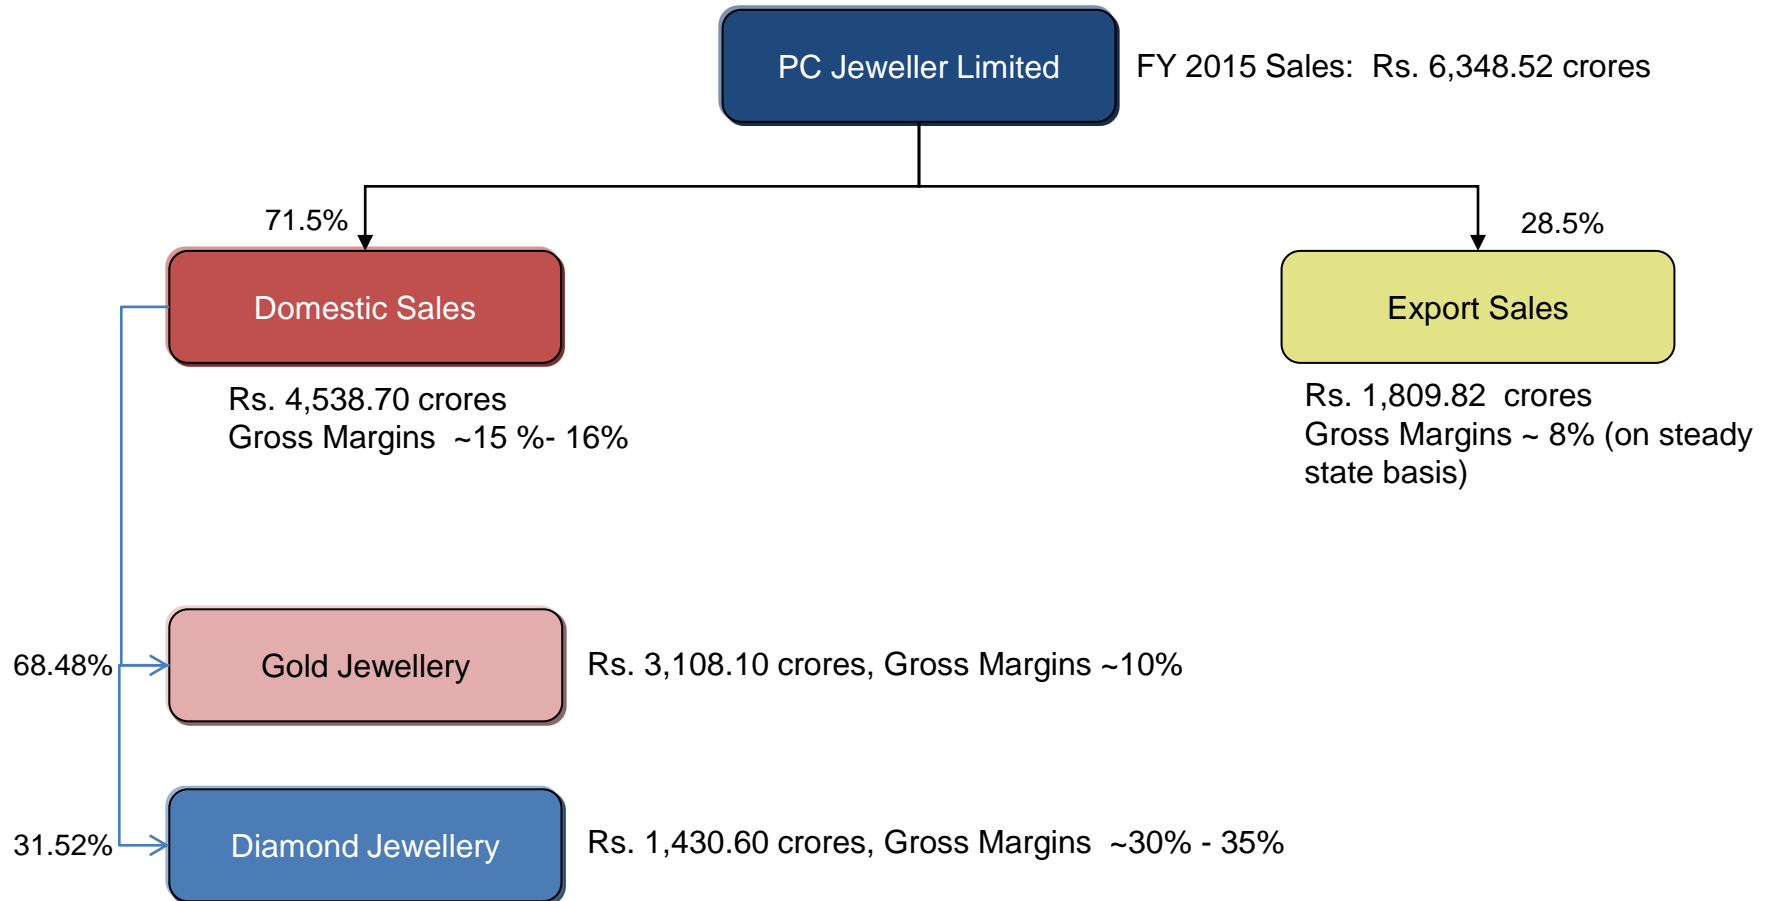 PC Jeweller Limited
FY 2015 Sales: Rs. 6,348.52 crores
71.5%
28.5%
Domestic Sales
Export Sales
Rs. 4,538.70 crores
Gross Margins ~15 %- 16%
Rs. 1,809.82 crores
Gross Margins ~ 8% (on steady
state basis)
68.48%
Gold Jewellery
Rs. 3,108.10 crores, Gross Margins ~10%
31.52%
Diamond Jewellery
Rs. 1,430.60 crores, Gross Margins ~30% - 35%